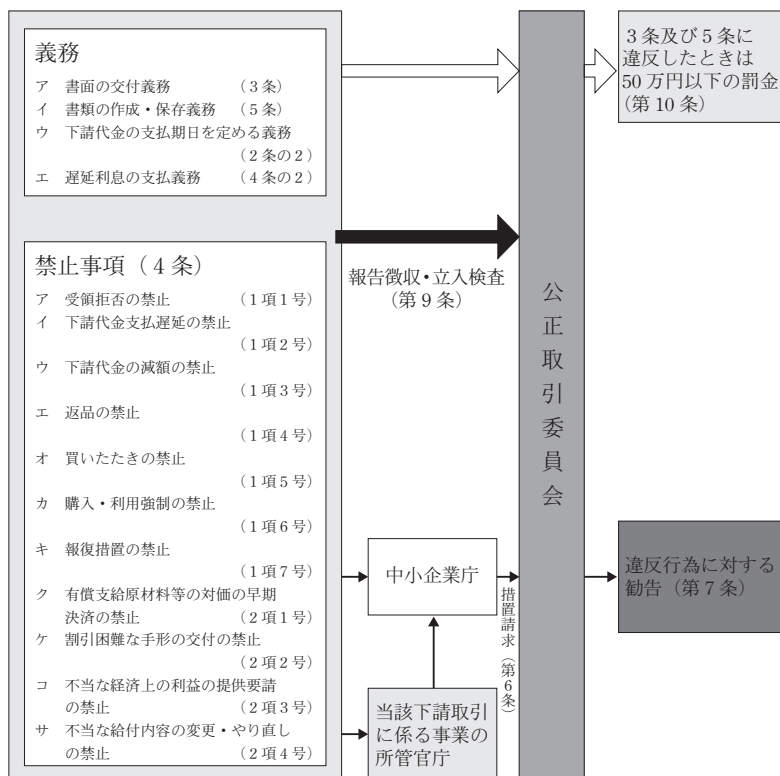 義務
ア 書面の交付義務 (3条)
イ 書類の作成・保存義務 (5条)
ウ 下請代金の支払期日を定める義務
(2条の2)
エ 遅延利息の支払義務 (4条の2)
禁止事項(4条)
ア 受領拒否の禁止 (1項1号)
イ 下請代金支払遅延の禁止
(1項2号)
ウ 下請代金の減額の禁止
(1項3号)
エ 返品の禁止
(1項4号)
オ 買いたたきの禁止
(1項5号)
カ 購入・利用強制の禁止
(1項6号)
キ 報復措置の禁止
(1項7号)
ク 有償支給原材料等の対価の早期
決済の禁止 (2項1号)
ケ 割引困難な手形の交付の禁止
(2項2号)
コ 不当な経済上の利益の提供要請
の禁止 (2項3号)
サ 不当な給付内容の変更・やり直し
の禁止 (2項4号)
報告徴収・立入検査
(第9条)
中小企業庁
当該下請取引
に係る事業の
所管官庁
措置請求(第6条)
公正取引委員会
3条及び5条に
違反したときは
50万円以下の罰金
(第10条)
違反行為に対する
勧告(第7条)